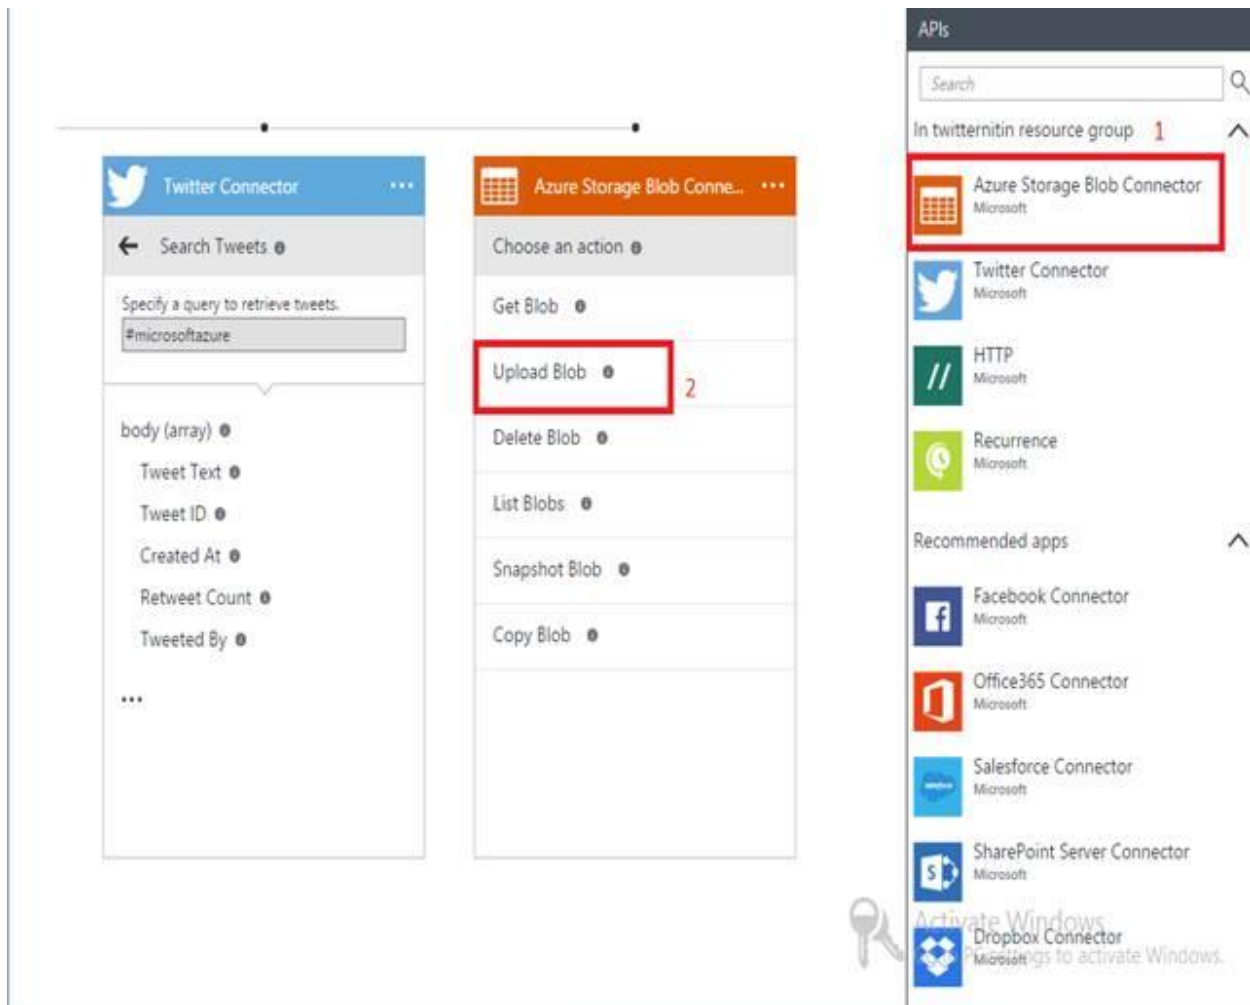 Twitter Connector
Search Tweets
Specify a query to retrieve tweets.
#microsoftazure
body (array)
Tweet Text
Tweet ID
Created At
Retweet Count
Tweeted By
Azure Storage Blob Conne...
Choose an action
Get Blob
Upload Blob
2
Delete Blob
List Blobs
Snapshot Blob
Copy Blob
APIs
Search
In twitternitin resource group 1
Azure Storage Blob Connector
Microsoft
Twitter Connector
Microsoft
HTTP
Microsoft
Recurrence
Microsoft
Recommended apps
Facebook Connector
Microsoft
Office365 Connector
Microsoft
Salesforce Connector
Microsoft
SharePoint Server Connector
Microsoft
Dropbox Connector
Microsoft
Activate Windows
PC settings to activate Windows.